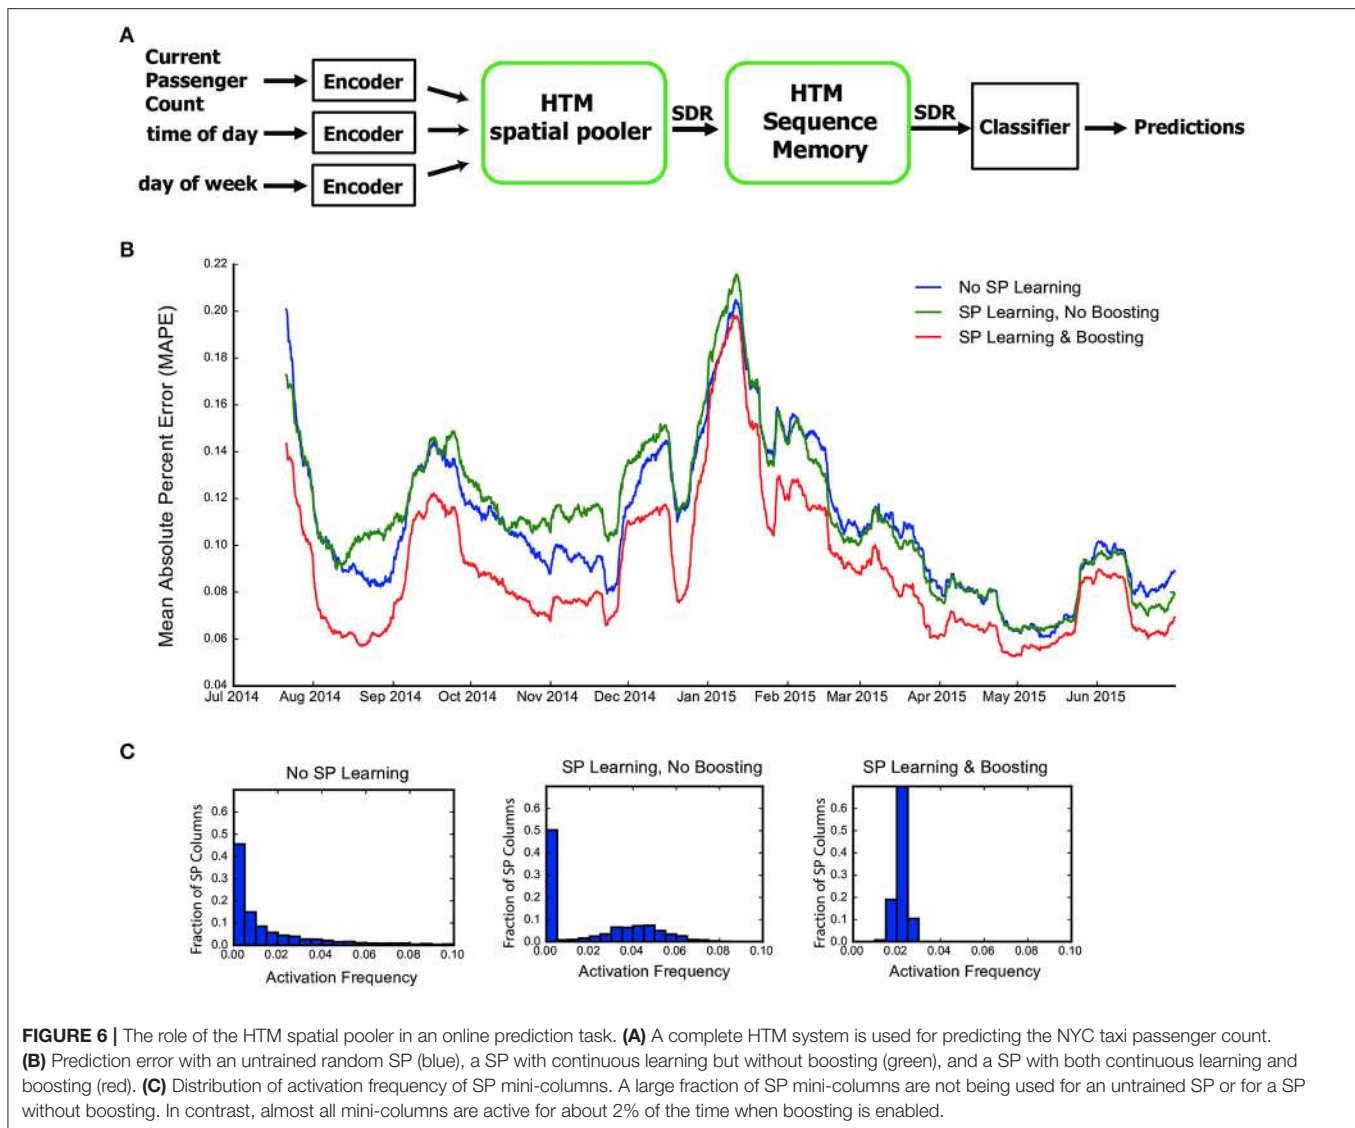 A
Current
Passenger
Count
Encoder
time of day
Encoder
day of week
Encoder
HTM
spatial pooler
SDR
HTM
Sequence
Memory
SDR
Classifier
Predictions
B
Mean Absolute Percent Error (MAPE)
0.22
0.20
0.18
0.16
0.14
0.12
0.10
0.08
0.06
0.04
Jul 2014 Aug 2014 Sep 2014 Oct 2014 Nov 2014 Dec 2014 Jan 2015 Feb 2015 Mar 2015 Apr 2015 May 2015 Jun 2015
No SP Learning
SP Learning, No Boosting
SP Learning & Boosting
C
No SP Learning
Fraction of SP Columns
0.6
0.5
0.4
0.3
0.2
0.1
0.0
0.00 0.02 0.04 0.06 0.08 0.10
Activation Frequency
SP Learning, No Boosting
Fraction of SP Columns
0.6
0.5
0.4
0.3
0.2
0.1
0.0
0.00 0.02 0.04 0.06 0.08 0.10
Activation Frequency
SP Learning & Boosting
Fraction of SP Columns
0.6
0.5
0.4
0.3
0.2
0.1
0.0
0.00 0.02 0.04 0.06 0.08 0.10
Activation Frequency
FIGURE 6 | The role of the HTM spatial pooler in an online prediction task. (A) A complete HTM system is used for predicting the NYC taxi passenger count.
(B) Prediction error with an untrained random SP (blue), a SP with continuous learning but without boosting (green), and a SP with both continuous learning and
boosting (red). (C) Distribution of activation frequency of SP mini-columns. A large fraction of SP mini-columns are not being used for an untrained SP or for a SP
without boosting. In contrast, almost all mini-columns are active for about 2% of the time when boosting is enabled.